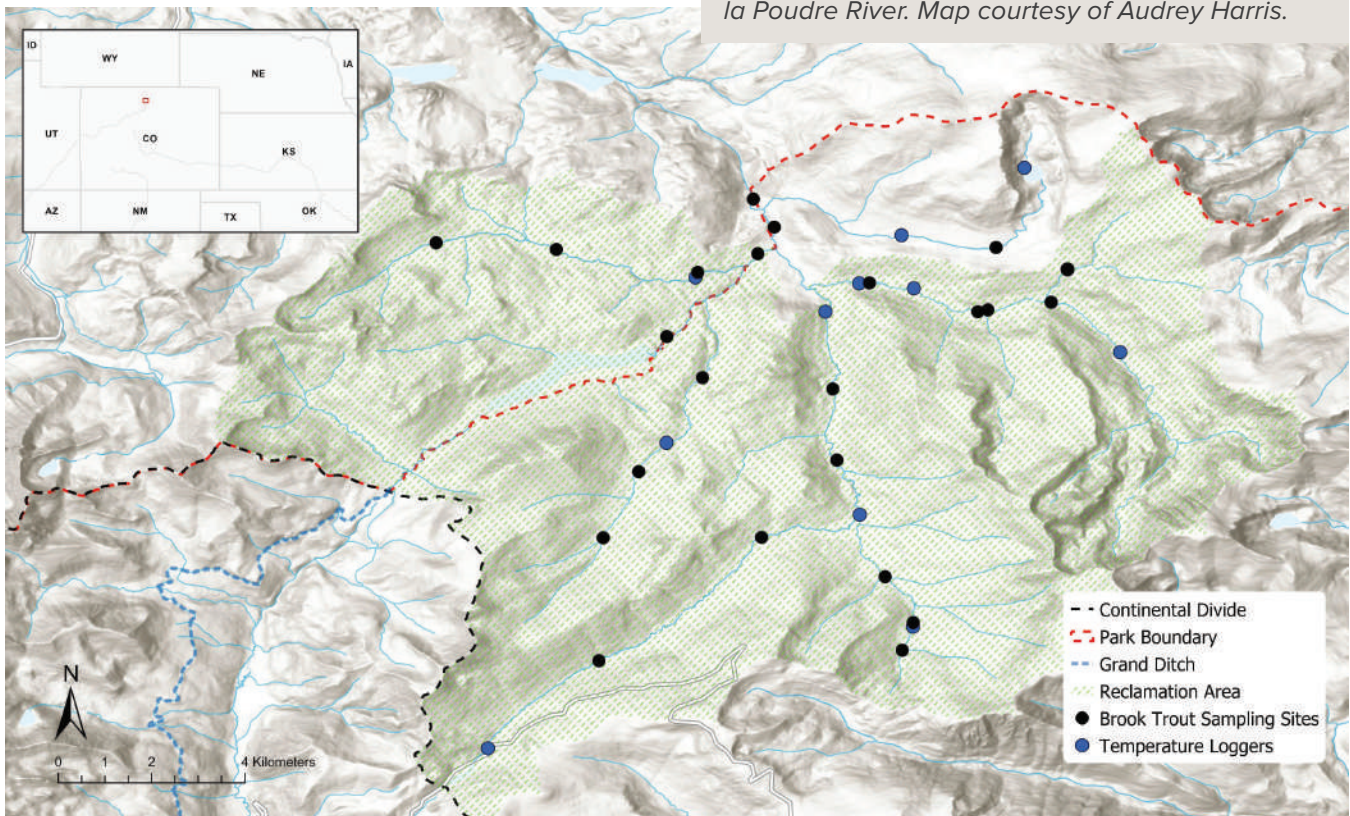 la Poudre River. Map courtesy of Audrey Harris.
ID
WY
NE
IA
UT
CO
KS
AZ
NM
TX
OK
N
0 2 4 Kilometers
Continental Divide
Park Boundary
Grand Ditch
Reclamation Area
Brook Trout Sampling Sites
Temperature Loggers